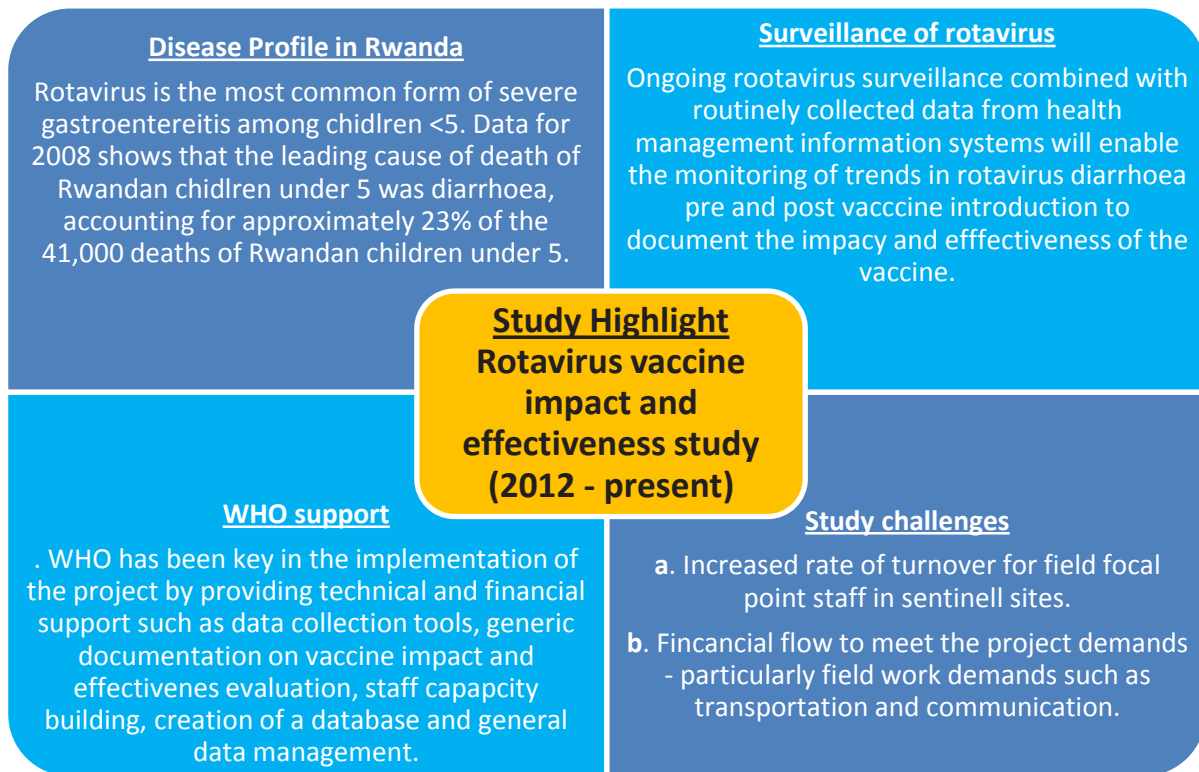 Disease Profile in Rwanda
Rotavirus is the most common form of severe
gastroentereitis among chidlren <5. Data for
2008 shows that the leading cause of death of
Rwandan chidlren under 5 was diarrhoea,
accounting for approximately 23% of the
41,000 deaths of Rwandan children under 5.
Surveillance of rotavirus
Ongoing rootavirus surveillance combined with
routinely collected data from health
management information systems will enable
the monitoring of trends in rotavirus diarrhoea
pre and post vacccine introduction to
document the impacy and efffectiveness of the
vaccine.
Study Highlight
Rotavirus vaccine
impact and
effectiveness study
(2012 - present)
WHO support
. WHO has been key in the implementation of
the project by providing technical and financial
support such as data collection tools, generic
documentation on vaccine impact and
effectivenes evaluation, staff capapcity
building, creation of a database and general
data management.
Study challenges
a. Increased rate of turnover for field focal
point staff in sentinell sites.
b. Fincancial flow to meet the project demands
- particularly field work demands such as
transportation and communication.